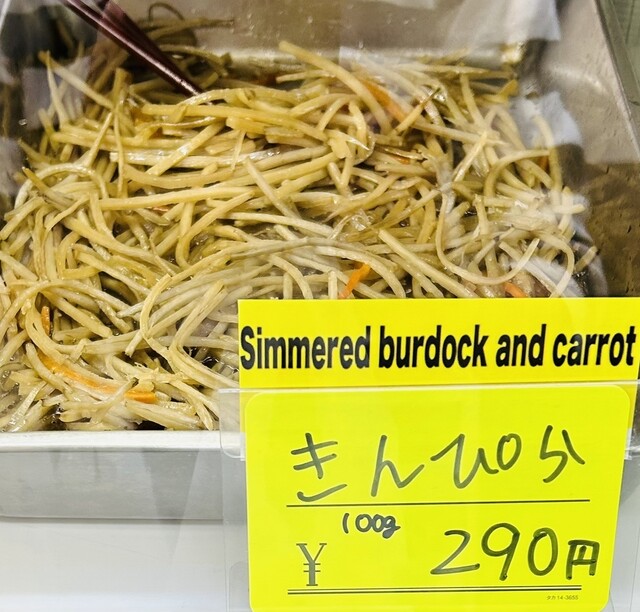 Simmered burdock and carrot
きんぴら
100g
¥ 290円